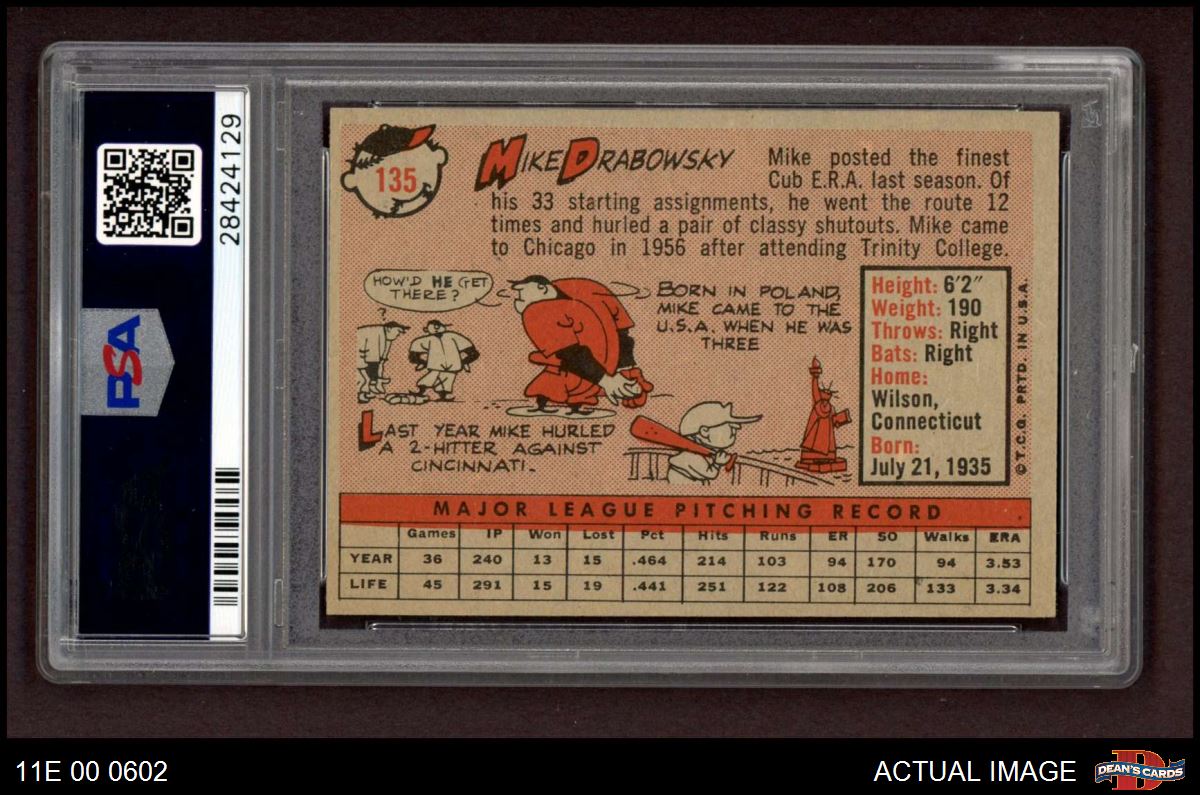 28424129
PSA
135
MIKE DRABOWSKY
Mike posted the finest
Cub E.R.A. last season. Of
his 33 starting assignments, he went the route 12
times and hurled a pair of classy shutouts. Mike came
to Chicago in 1956 after attending Trinity College.
HOW'D HE GET
THERE?
?
BORN IN POLAND,
MIKE CAME TO THE
U.S.A. WHEN HE WAS
THREE
LAST YEAR MIKE HURLED
A 2-HITTER AGAINST
CINCINNATI.
Height: 6'2"
Weight: 190
Throws: Right
Bats: Right
Home:
Wilson,
Connecticut
Born:
July 21, 1935
© T.C.G. PRTD. IN U.S.A.
MAJOR LEAGUE PITCHING RECORD
Games IP Won Lost Pct Hits Runs ER SO Walks ERA
YEAR 36 240 13 15 .464 214 103 94 170 94 3.53
LIFE 45 291 15 19 .441 251 122 108 206 133 3.34
11E 00 0602
ACTUAL IMAGE
D
DEAN'S CARDS